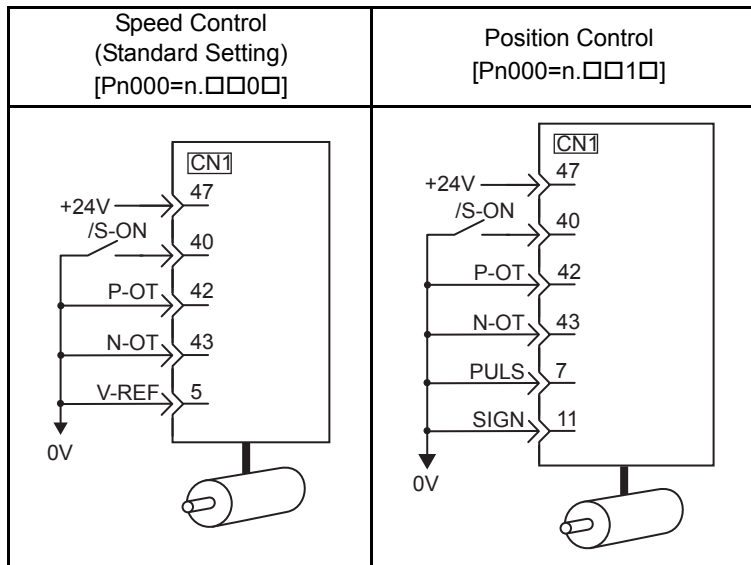 Speed Control
(Standard Setting)
[Pn000=n.□□0□]
Position Control
[Pn000=n.□□1□]
CN1
+24V
47
/S-ON
40
P-OT
42
N-OT
43
V-REF
5
0V
CN1
+24V
47
/S-ON
40
P-OT
42
N-OT
43
PULS
7
SIGN
11
0V